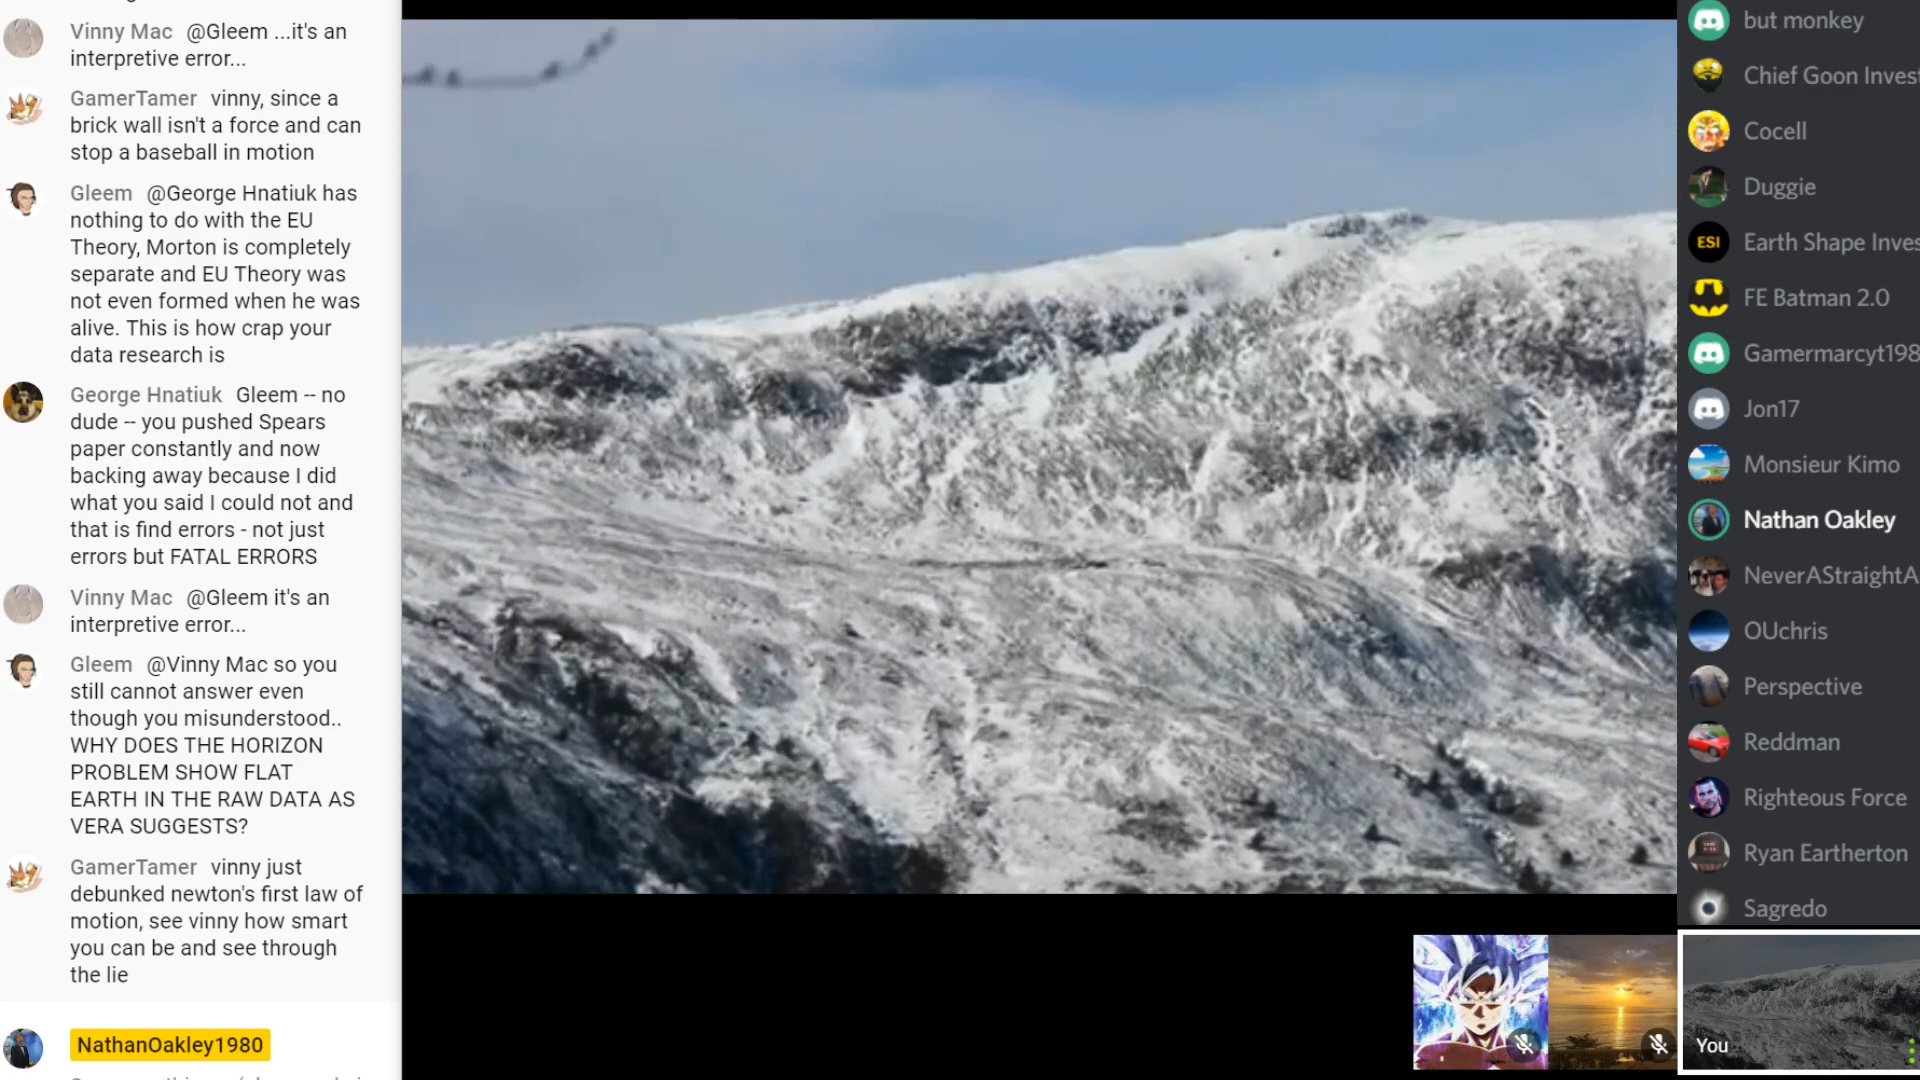 Vinny Mac @Gleem ...it's an
interpretive error...
GamerTamer vinny, since a
brick wall isn't a force and can
stop a baseball in motion
Gleem @George Hnatiuk has
nothing to do with the EU
Theory, Morton is completely
separate and EU Theory was
not even formed when he was
alive. This is how crap your
data research is
George Hnatiuk Gleem -- no
dude -- you pushed Spears
paper constantly and now
backing away because I did
what you said I could not and
that is find errors - not just
errors but FATAL ERRORS
Vinny Mac @Gleem it's an
interpretive error...
Gleem @Vinny Mac so you
still cannot answer even
though you misunderstood..
WHY DOES THE HORIZON
PROBLEM SHOW FLAT
EARTH IN THE RAW DATA AS
VERA SUGGESTS?
GamerTamer vinny just
debunked newton's first law of
motion, see vinny how smart
you can be and see through
the lie
NathanOakley1980
but monkey
Chief Goon Inves
Cocell
Duggie
ESI
Earth Shape Inves
FE Batman 2.0
Gamermarcyt198
Jon17
Monsieur Kimo
Nathan Oakley
NeverAStraightA
OUchris
Perspective
Reddman
Righteous Force
Ryan Eartherton
Sagredo
You